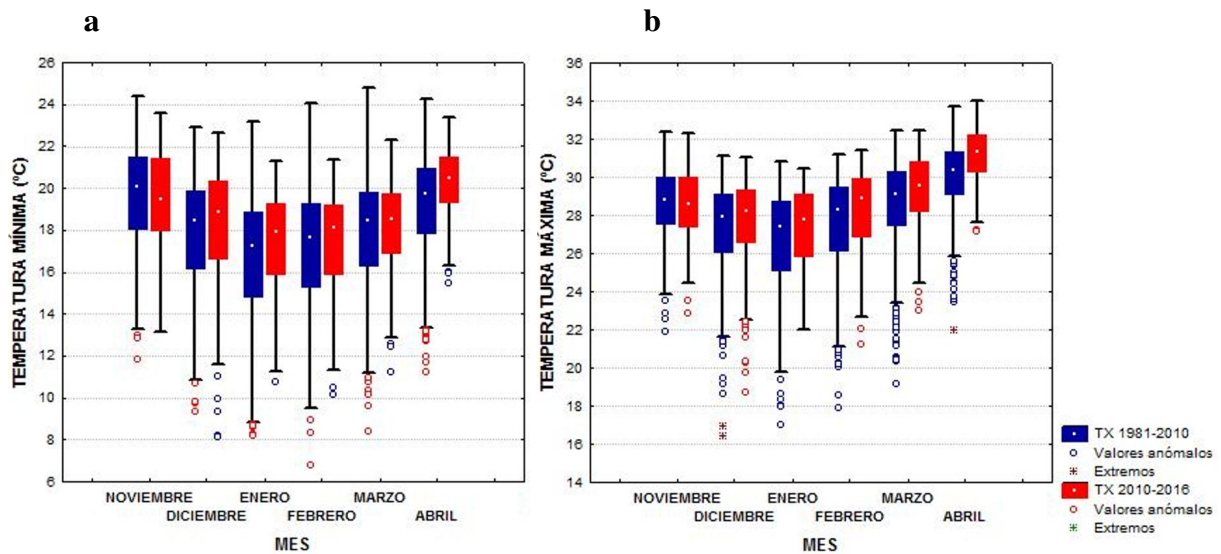 a
b
26
24
22
20
18
16
14
12
10
8
6
TEMPERATURA MÍNIMA (ºC)
NOVIEMBRE
ENERO
MARZO
DICIEMBRE
FEBRERO
ABRIL
MES
36
34
32
30
28
26
24
22
20
18
16
14
TEMPERATURA MÁXIMA (ºC)
NOVIEMBRE
ENERO
MARZO
DICIEMBRE
FEBRERO
ABRIL
MES
TX 1981-2010
Valores anómalos
Extremos
TX 2010-2016
Valores anómalos
Extremos